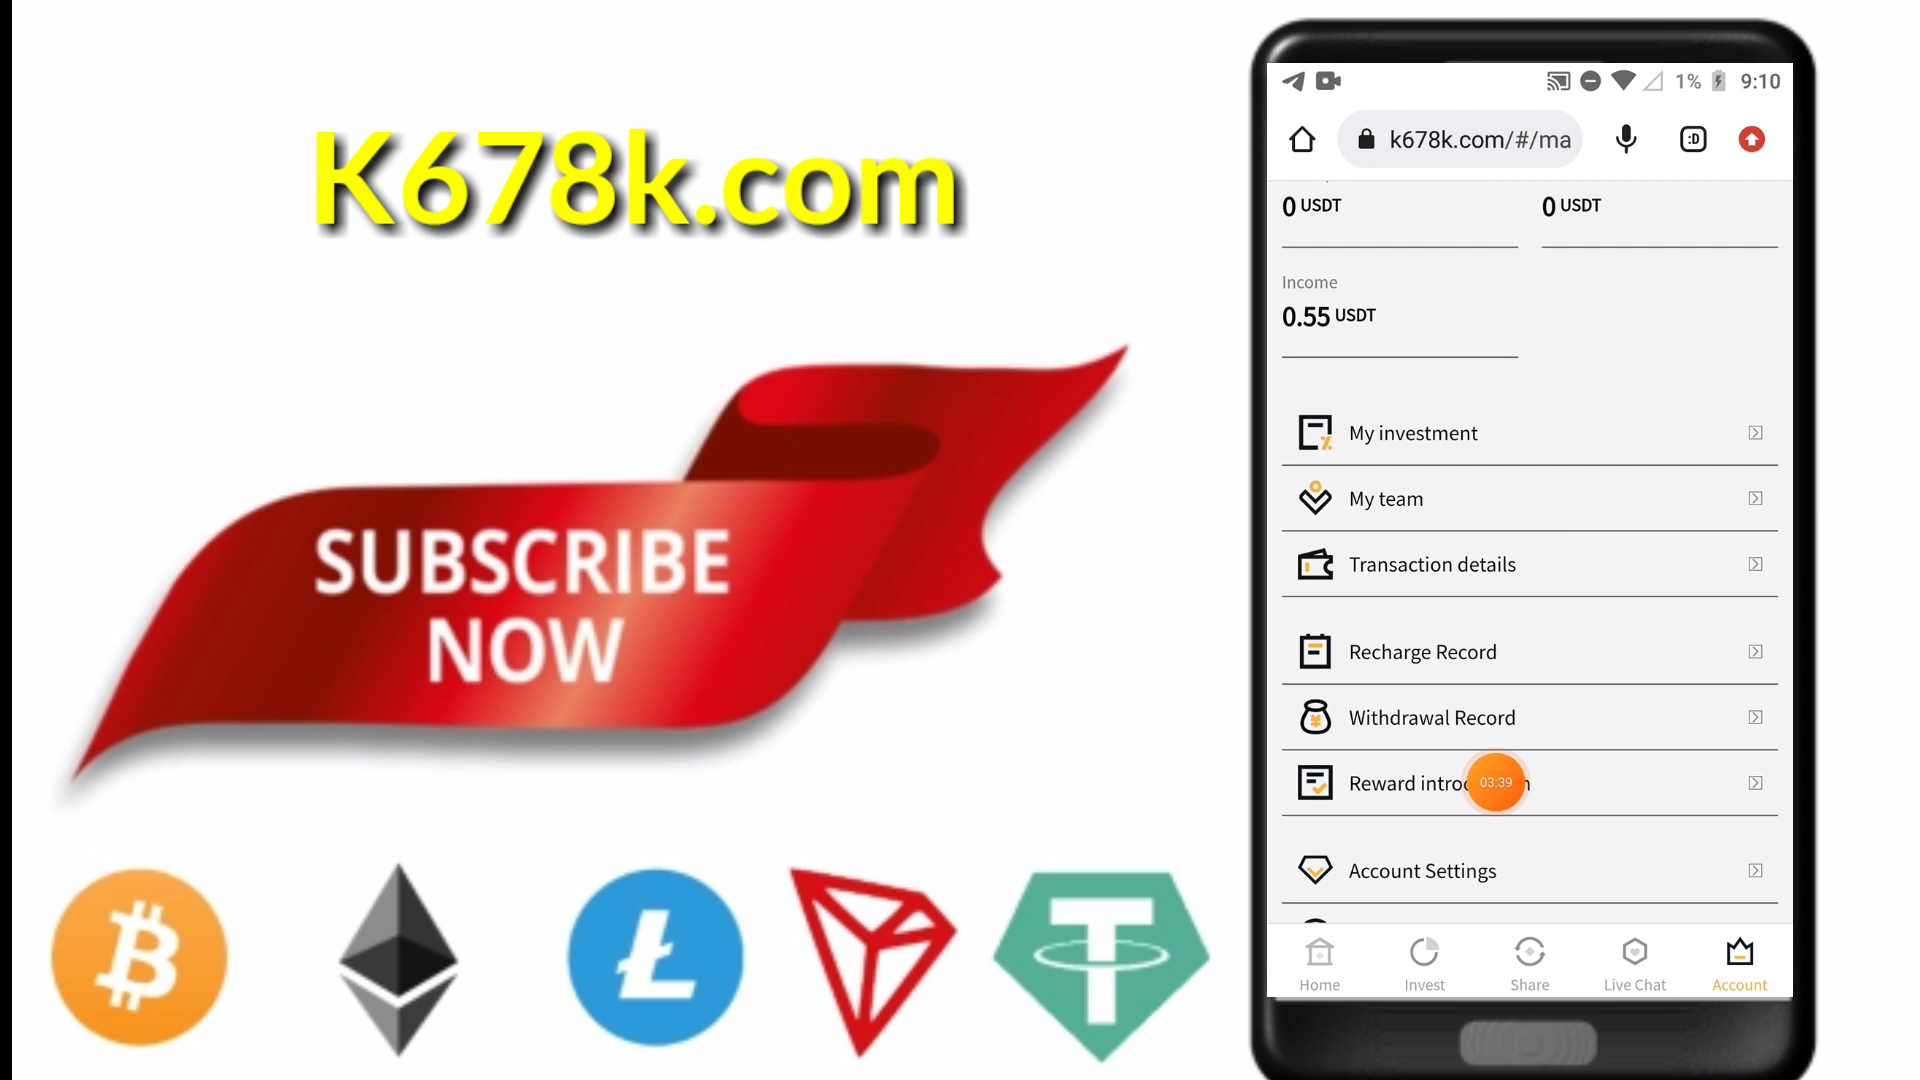 K678k.com
SUBSCRIBE
NOW
1% 9:10
k678k.com/#/ma
:D
0 USDT 0 USDT
Income
0.55 USDT
My investment
My team
Transaction details
Recharge Record
Withdrawal Record
Reward 03:39
Account Settings
Home Invest Share Live Chat Account